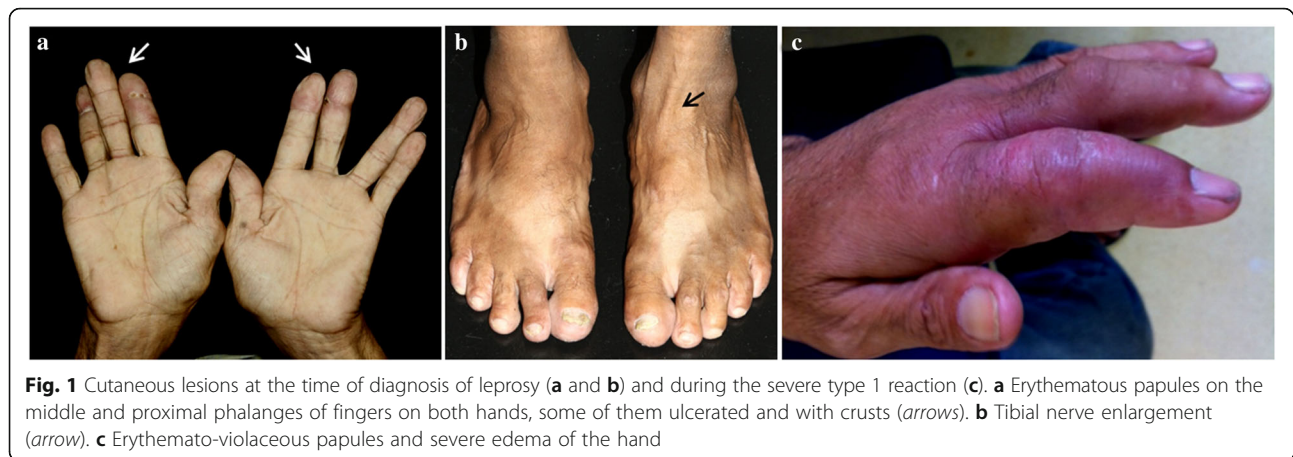 a
b
c
Fig. 1 Cutaneous lesions at the time of diagnosis of leprosy (a and b) and during the severe type 1 reaction (c). a Erythematous papules on the
middle and proximal phalanges of fingers on both hands, some of them ulcerated and with crusts (arrows). b Tibial nerve enlargement
(arrow). c Erythemato-violaceous papules and severe edema of the hand